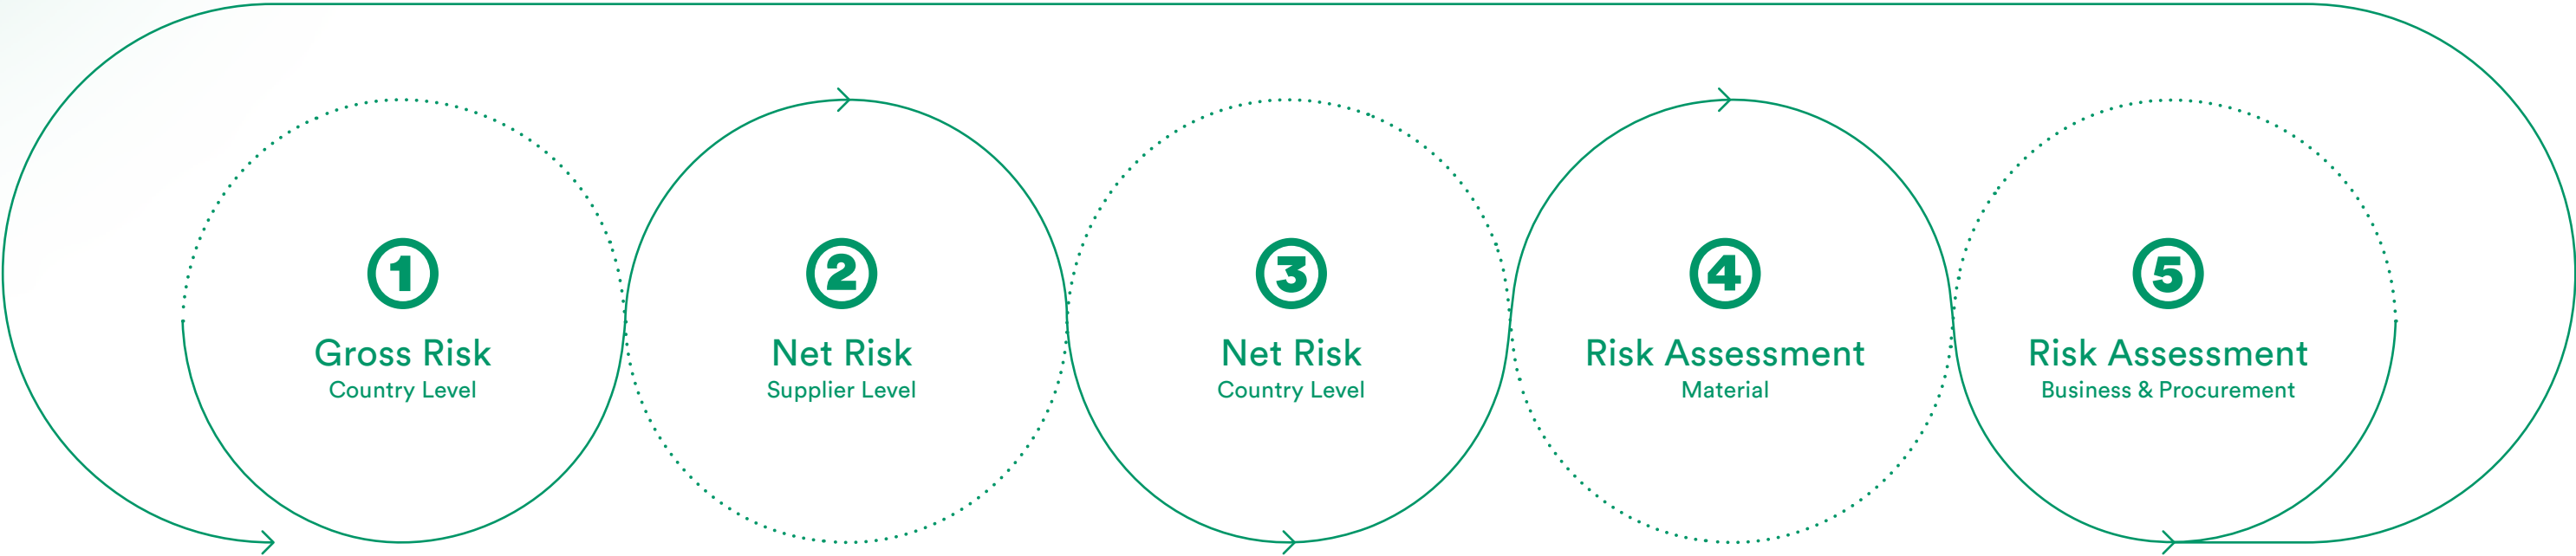 1
Gross Risk
Country Level
2
Net Risk
Supplier Level
3
Net Risk
Country Level
4
Risk Assessment
Material
5
Risk Assessment
Business & Procurement